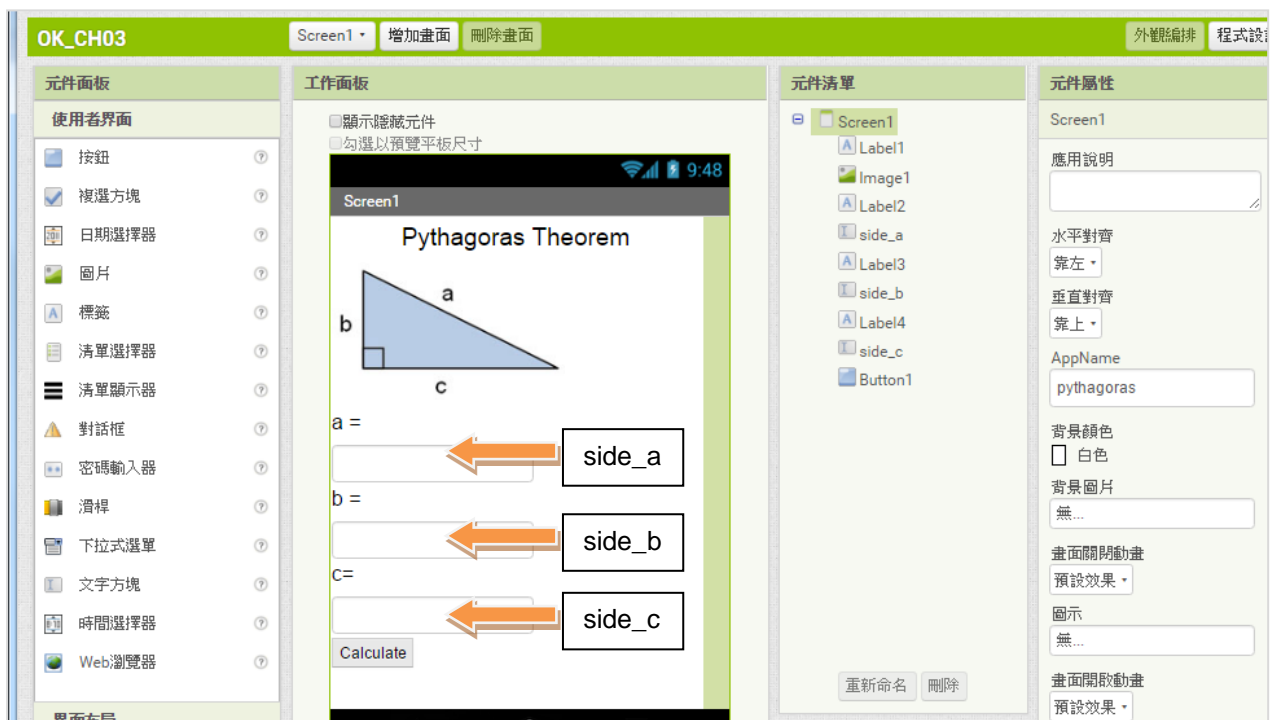 OK_CH03
Screen1
增加畫面
刪除畫面
外觀編排
元件面板
使用者界面
按鈕
複選方塊
日期選擇器
圖片
標籤
清單選擇器
清單顯示器
對話框
密碼輸入器
滑桿
下拉式選單
文字方塊
時間選擇器
Web瀏覽器
界面布局
工作面板
顯示隱藏元件
勾選以預覽平板尺寸
9:48
Screen1
Pythagoras Theorem
a
b
c
a =
side_a
b =
side_b
c=
side_c
Calculate
元件清單
Screen1
Label1
Image1
Label2
side_a
Label3
side_b
Label4
side_c
Button1
重新命名
刪除
程式設
元件屬性
Screen1
應用說明
水平對齊
靠左
垂直對齊
靠上
AppName
pythagoras
背景顏色
白色
背景圖片
無...
畫面關閉動畫
預設效果
圖示
無...
畫面開啟動畫
預設效果